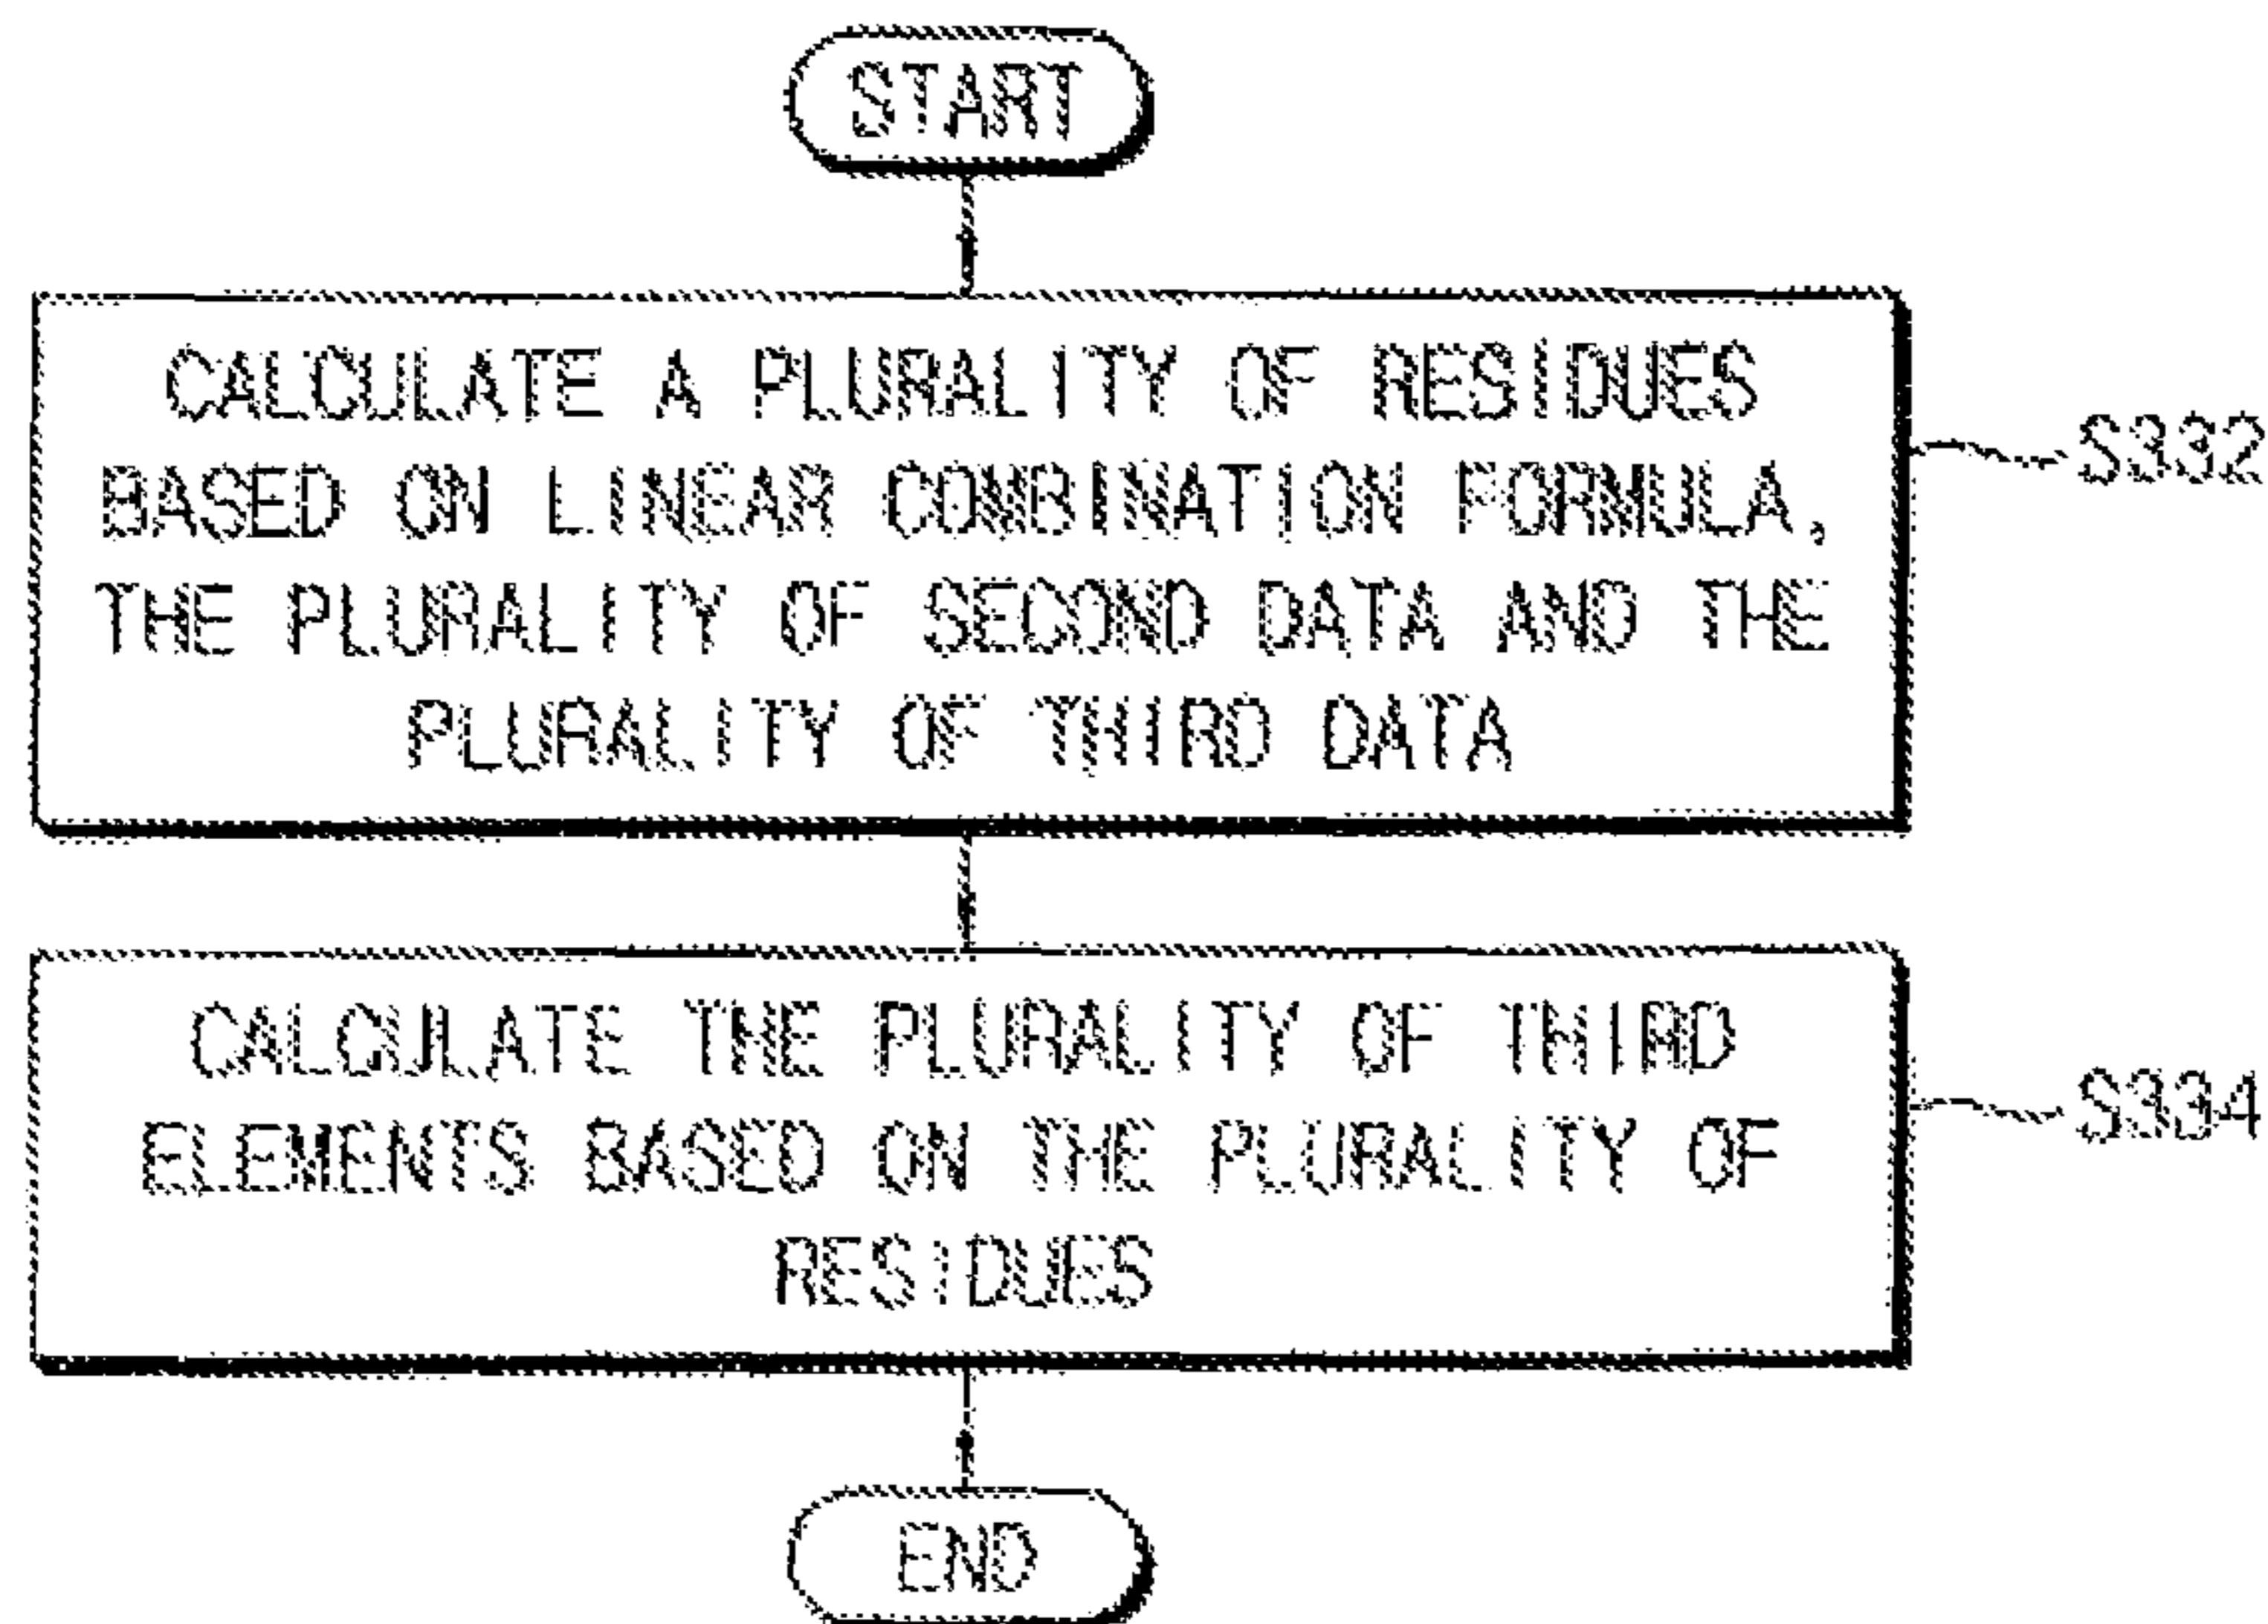 START
CALCULATE A PLURALITY OF RESIDUES
BASED ON LINEAR COMBINATION FORMULA,
THE PLURALITY OF SECOND DATA AND THE
PLURALITY OF THIRD DATA
S332
CALCULATE THE PLURALITY OF THIRD
ELEMENTS BASED ON THE PLURALITY OF
RESIDUES
S334
END